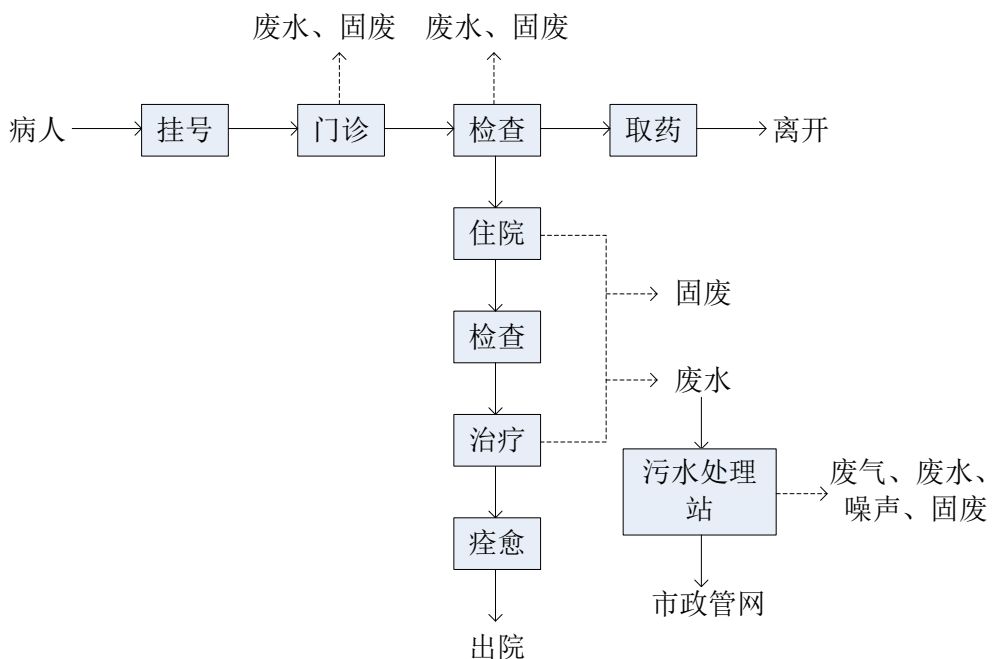 废水、固废
废水、固废
病人
挂号
门诊
检查
取药
离开
住院
固废
检查
废水
治疗
污水处理
站
废气、废水、
噪声、固废
痊愈
市政管网
出院